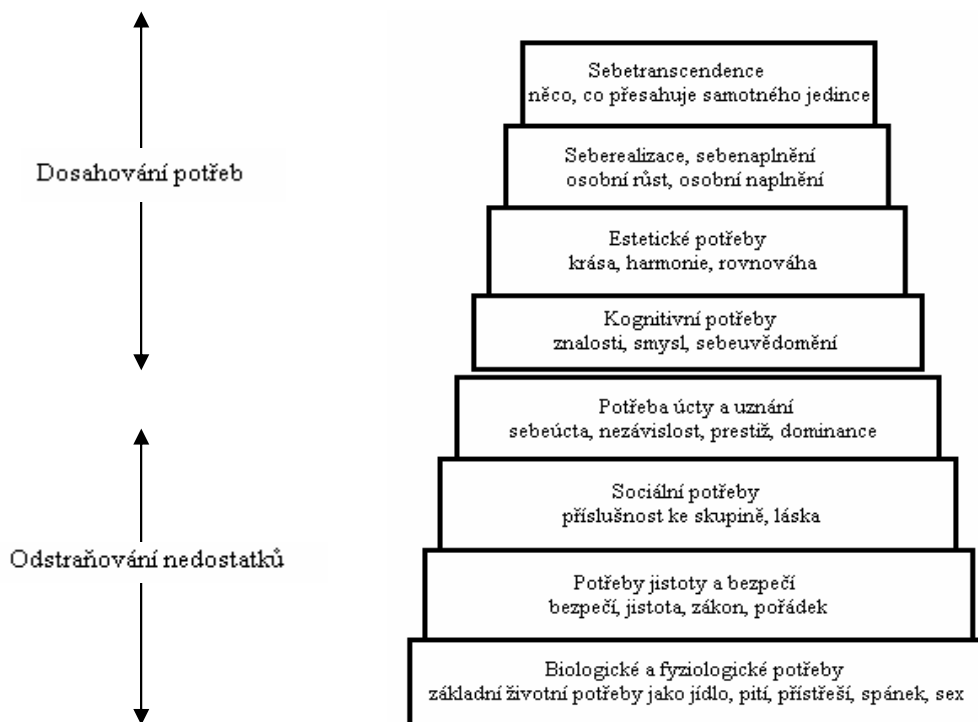 Sebetranscendence
něco, co přesahuje samotného jedince
Seberealizace, sebenaplnění
osobní růst, osobní naplnění
Dosahování potřeb
Estetické potřeby
krása, harmonie, rovnováha
Kognitivní potřeby
znalosti, smysl, sebeuvědomění
Potřeba úcty a uznání
sebeúcta, nezávislost, prestiž, dominance
Sociální potřeby
příslušnost ke skupině, láska
Odstraňování nedostatků
Potřeby jistoty a bezpečí
bezpečí, jistota, zákon, pořádek
Biologické a fyziologické potřeby
základní životní potřeby jako jídlo, pití, přístřeší, spánek, sex